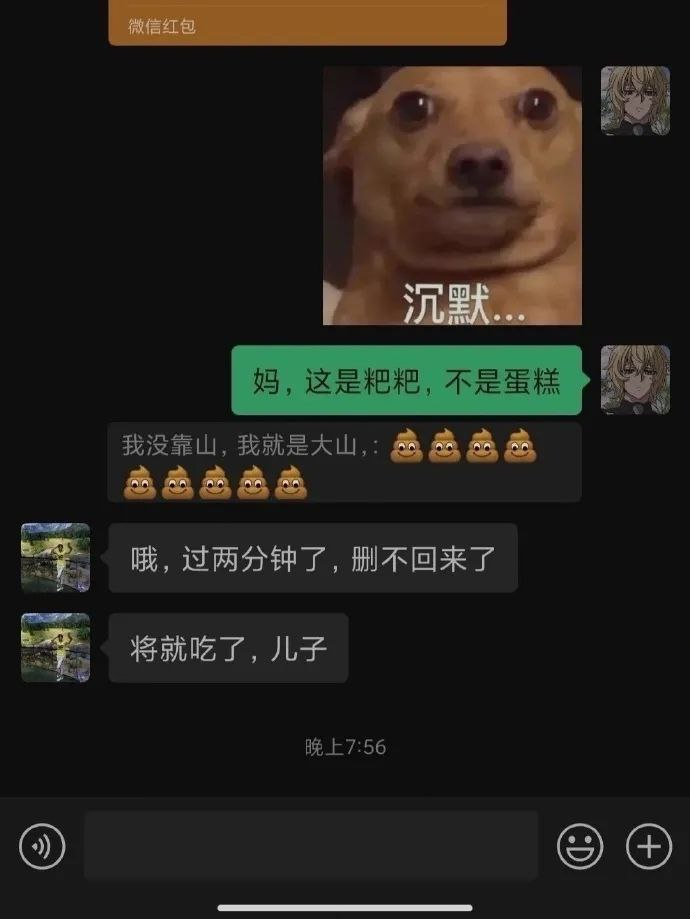 微信红包
沉默...
妈，这是粑粑，不是蛋糕
我没靠山，我就是大山，: 💩💩💩💩
💩💩💩💩💩
哦，过两分钟了，删不回来了
将就吃了，儿子
晚上7:56